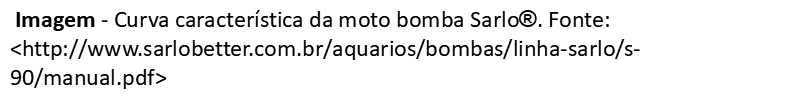 Imagem - Curva característica da moto bomba Sarlo®. Fonte:
<http://www.sarlobetter.com.br/aquarios/bombas/linha-sarlo/s-
90/manual.pdf>